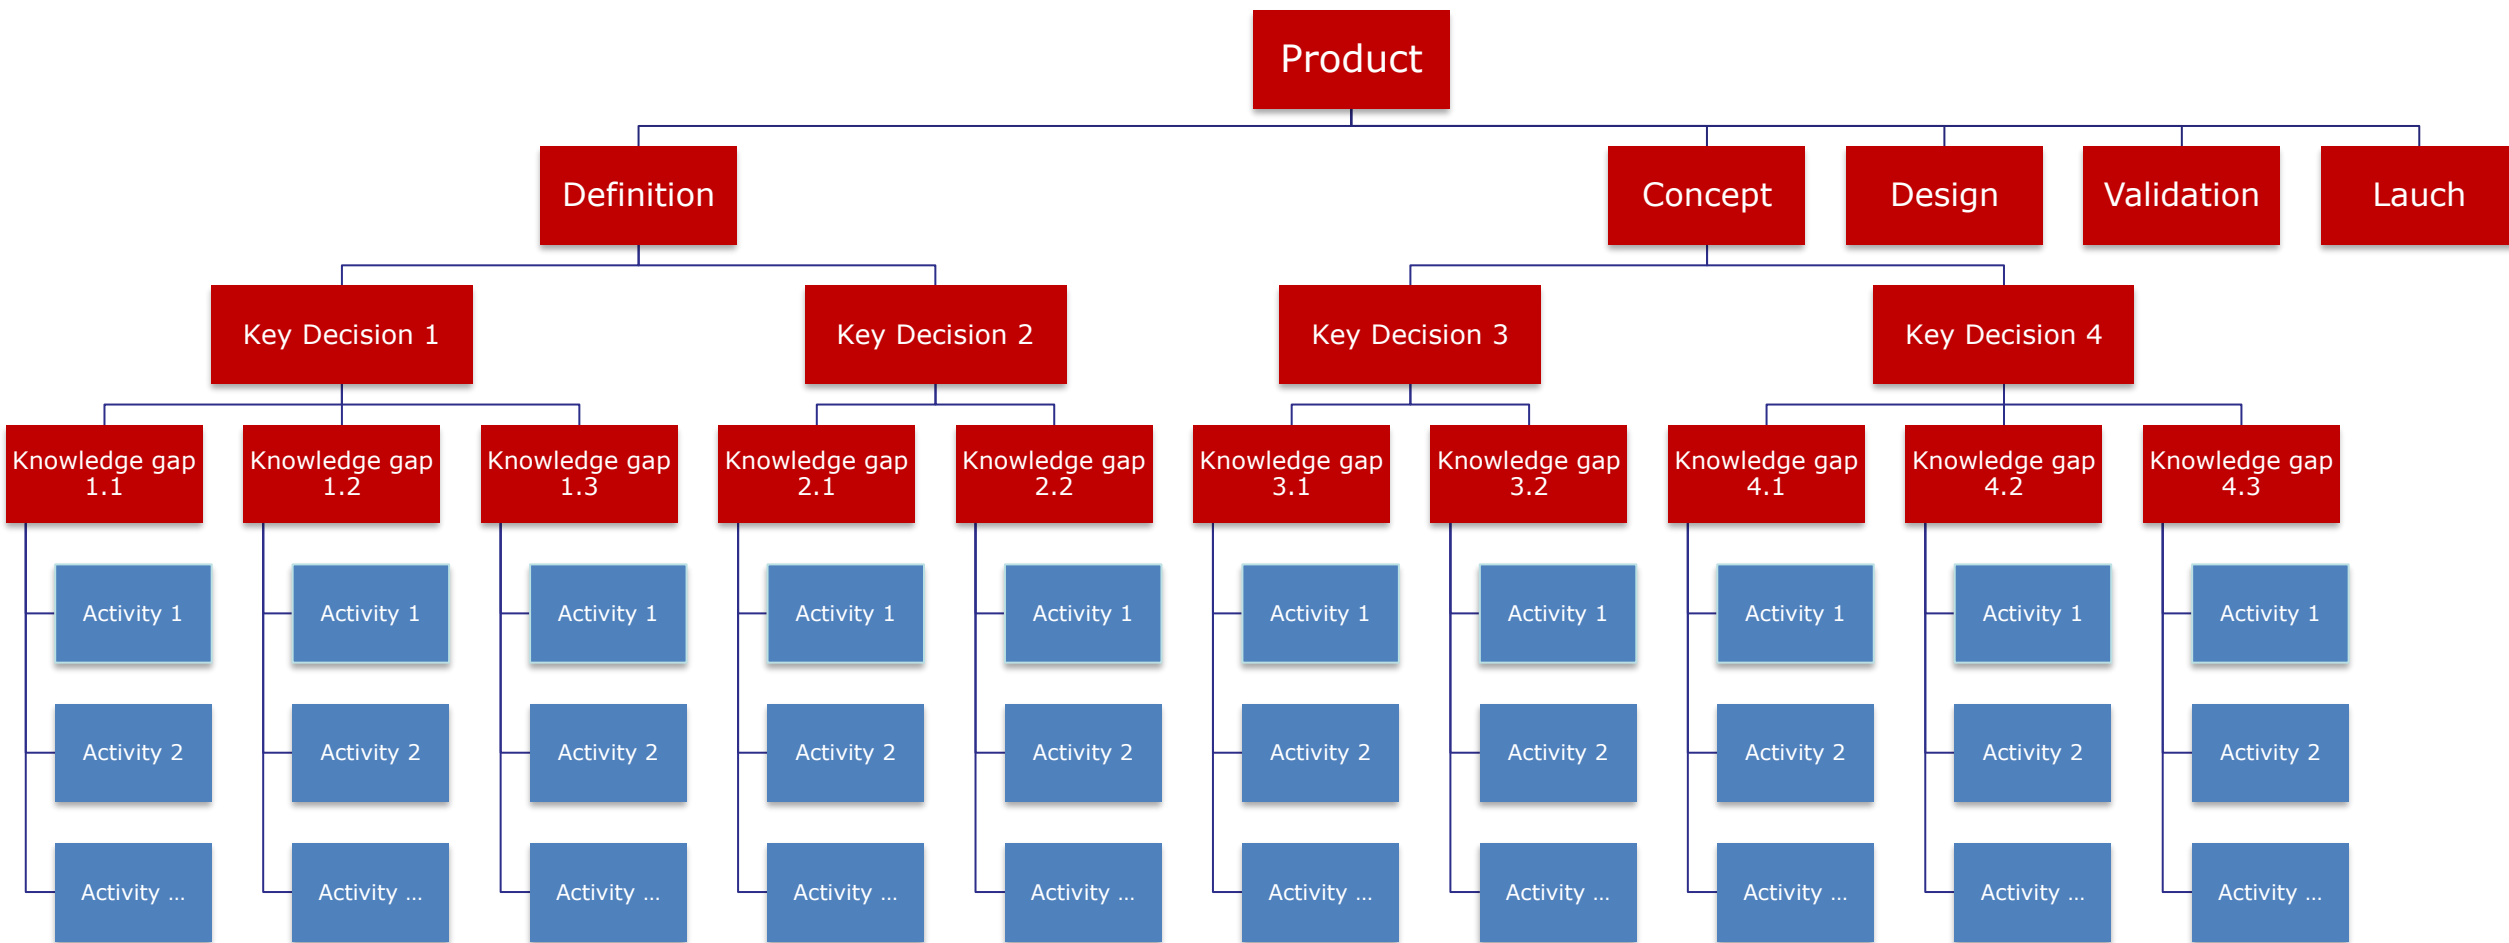 Product
Definition
Concept
Design
Validation
Lauch
Key Decision 1
Key Decision 2
Key Decision 3
Key Decision 4
Knowledge gap
1.1
Knowledge gap
1.2
Knowledge gap
1.3
Knowledge gap
2.1
Knowledge gap
2.2
Knowledge gap
3.1
Knowledge gap
3.2
Knowledge gap
4.1
Knowledge gap
4.2
Knowledge gap
4.3
Activity 1
Activity 1
Activity 1
Activity 1
Activity 1
Activity 1
Activity 1
Activity 1
Activity 1
Activity 1
Activity 2
Activity 2
Activity 2
Activity 2
Activity 2
Activity 2
Activity 2
Activity 2
Activity 2
Activity 2
Activity ...
Activity ...
Activity ...
Activity ...
Activity ...
Activity ...
Activity ...
Activity ...
Activity ...
Activity ...